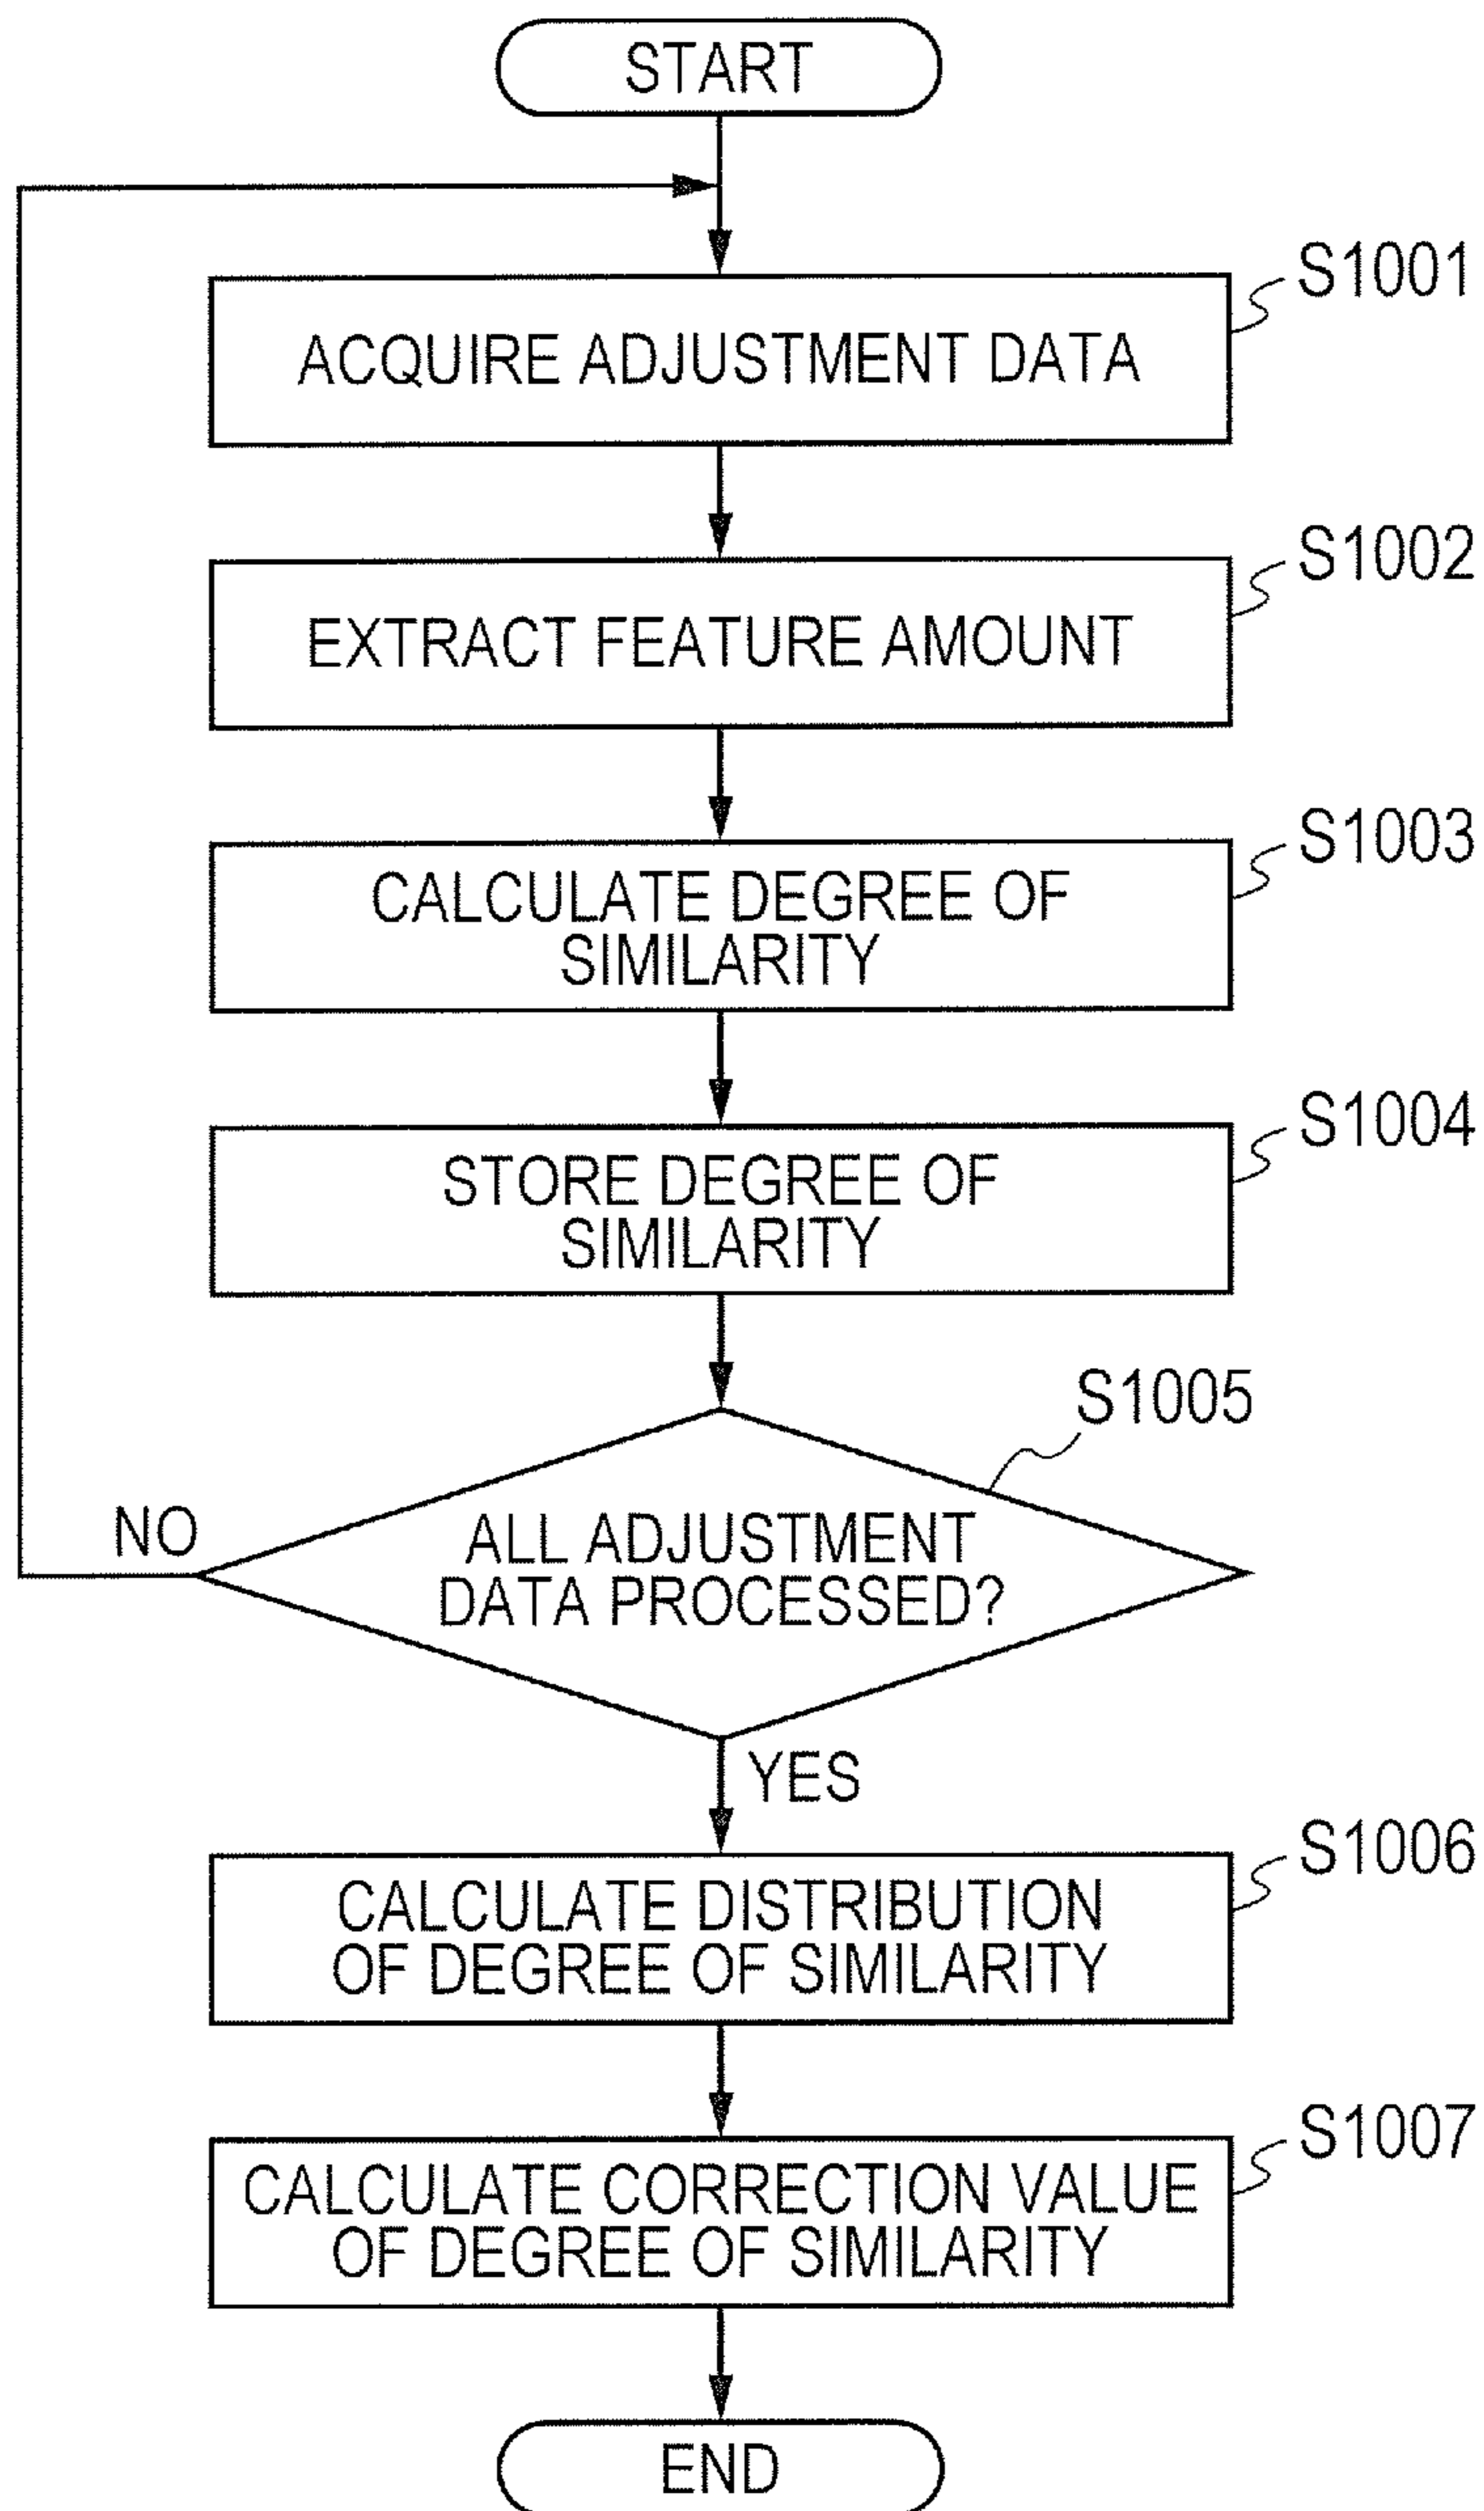 START
S1001
ACQUIRE ADJUSTMENT DATA
S1002
EXTRACT FEATURE AMOUNT
S1003
CALCULATE DEGREE OF
SIMILARITY
S1004
STORE DEGREE OF
SIMILARITY
S1005
NO
ALL ADJUSTMENT
DATA PROCESSED?
YES
S1006
CALCULATE DISTRIBUTION
OF DEGREE OF SIMILARITY
S1007
CALCULATE CORRECTION VALUE
OF DEGREE OF SIMILARITY
END